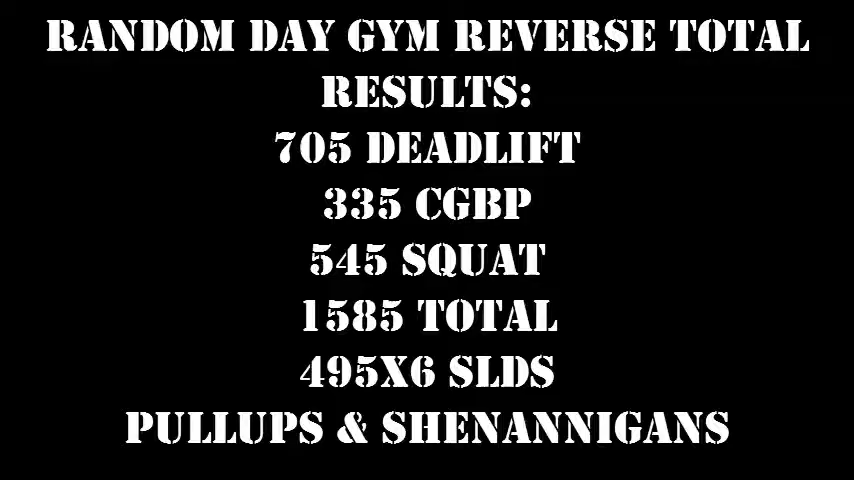 RANDOM DAY GYM REVERSE TOTAL
RESULTS:
705 DEADLIFT
335 CGBP
545 SQUAT
1585 TOTAL
495X6 SLDS
PULLUPS & SHENANNIGANS